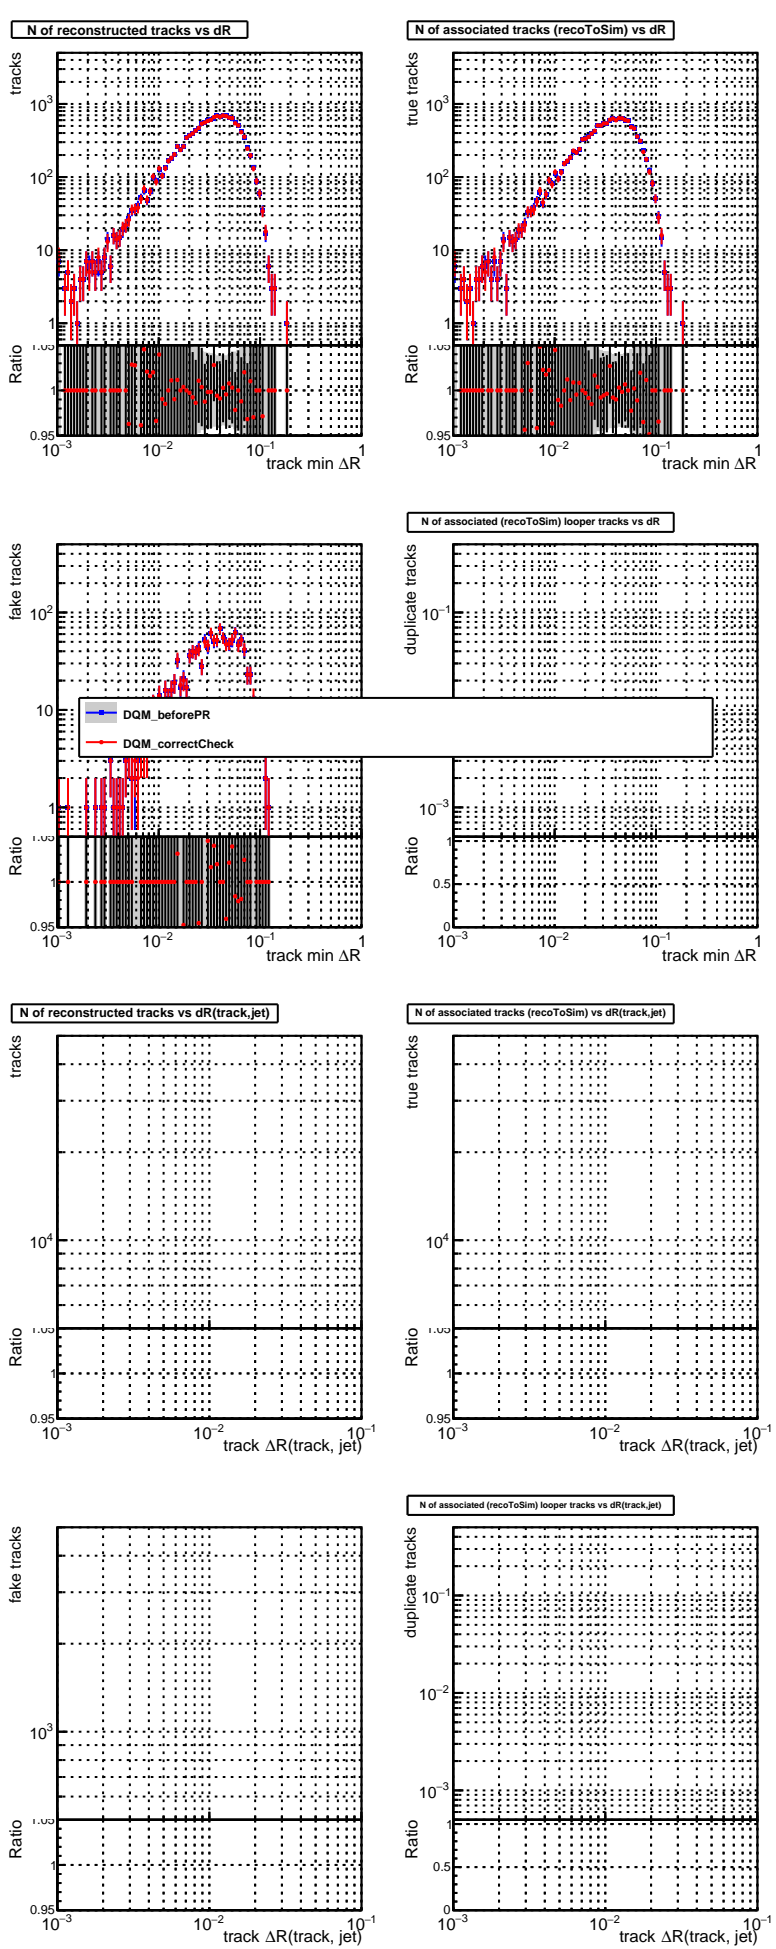 N of reconstructed tracks vs dR
tracks
10³
10²
10
1
Ratio
1.05
1
0.95
10⁻³ 10⁻² 10⁻¹ 1
track min ΔR
N of associated tracks (recoToSim) vs dR
true tracks
10³
10²
10
1
Ratio
1.05
1
0.95
10⁻³ 10⁻² 10⁻¹ 1
track min ΔR
fake tracks
10²
10
1
Ratio
1.05
1
0.95
10⁻³ 10⁻² 10⁻¹ 1
track min ΔR
N of associated (recoToSim) looper tracks vs dR
duplicate tracks
10⁻¹
10⁻³
Ratio
1
0.5
0
10⁻³ 10⁻² 10⁻¹ 1
track min ΔR
DQM_beforePR
DQM_correctCheck
N of reconstructed tracks vs dR(track,jet)
tracks
10⁴
Ratio
1.05
1
0.95
10⁻³ 10⁻² 10⁻¹
track ΔR(track, jet)
N of associated tracks (recoToSim) vs dR(track,jet)
true tracks
10⁴
Ratio
1.05
1
0.95
10⁻³ 10⁻² 10⁻¹
track ΔR(track, jet)
fake tracks
10³
Ratio
1.05
1
0.95
10⁻³ 10⁻² 10⁻¹
track ΔR(track, jet)
N of associated (recoToSim) looper tracks vs dR(track,jet)
duplicate tracks
10⁻¹
10⁻²
10⁻³
Ratio
1
0.5
0
10⁻³ 10⁻² 10⁻¹
track ΔR(track, jet)